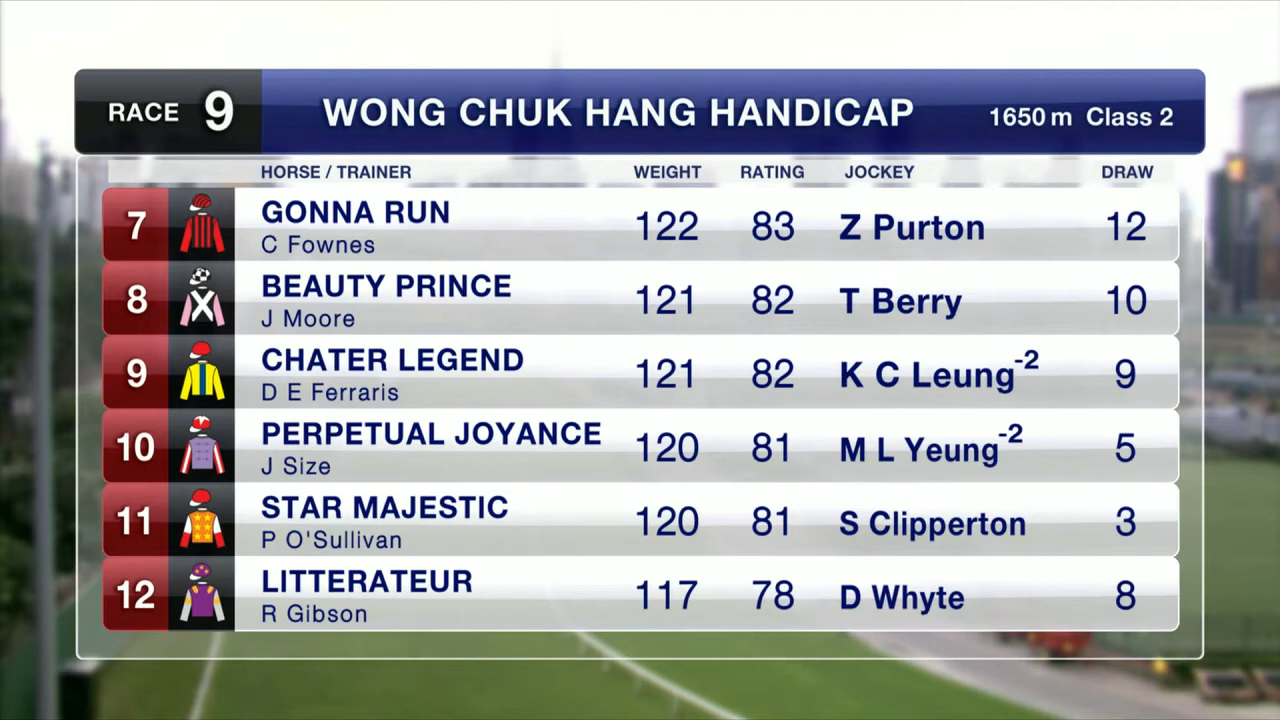 RACE 9 WONG CHUK HANG HANDICAP 1650 m Class 2
HORSE / TRAINER WEIGHT RATING JOCKEY DRAW
7 GONNA RUN 122 83 Z Purton 12
C Fownes
8 BEAUTY PRINCE 121 82 T Berry 10
J Moore
9 CHATER LEGEND 121 82 K C Leung-2 9
D E Ferraris
10 PERPETUAL JOYANCE 120 81 M L Yeung-2 5
J Size
11 STAR MAJESTIC 120 81 S Clipperton 3
P O'Sullivan
12 LITTERATEUR 117 78 D Whyte 8
R Gibson